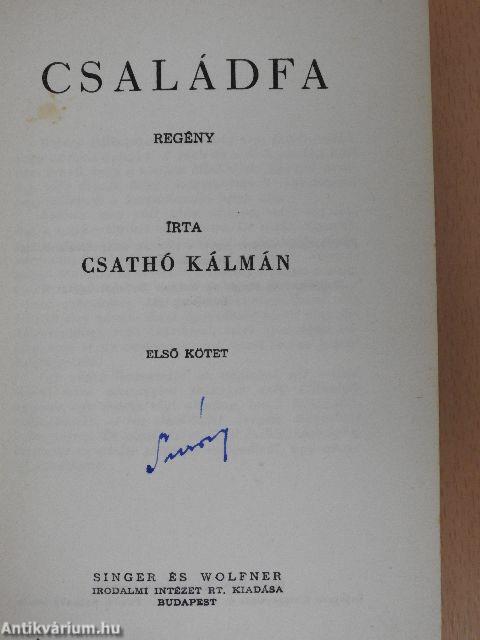 CSALÁDFA
REGÉNY
ÍRTA
CSATHÓ KÁLMÁN
ELSŐ KÖTET
SINGER ÉS WOLFNER
IRODALMI INTÉZET RT. KIADÁSA
BUDAPEST
Antikvárium.hu